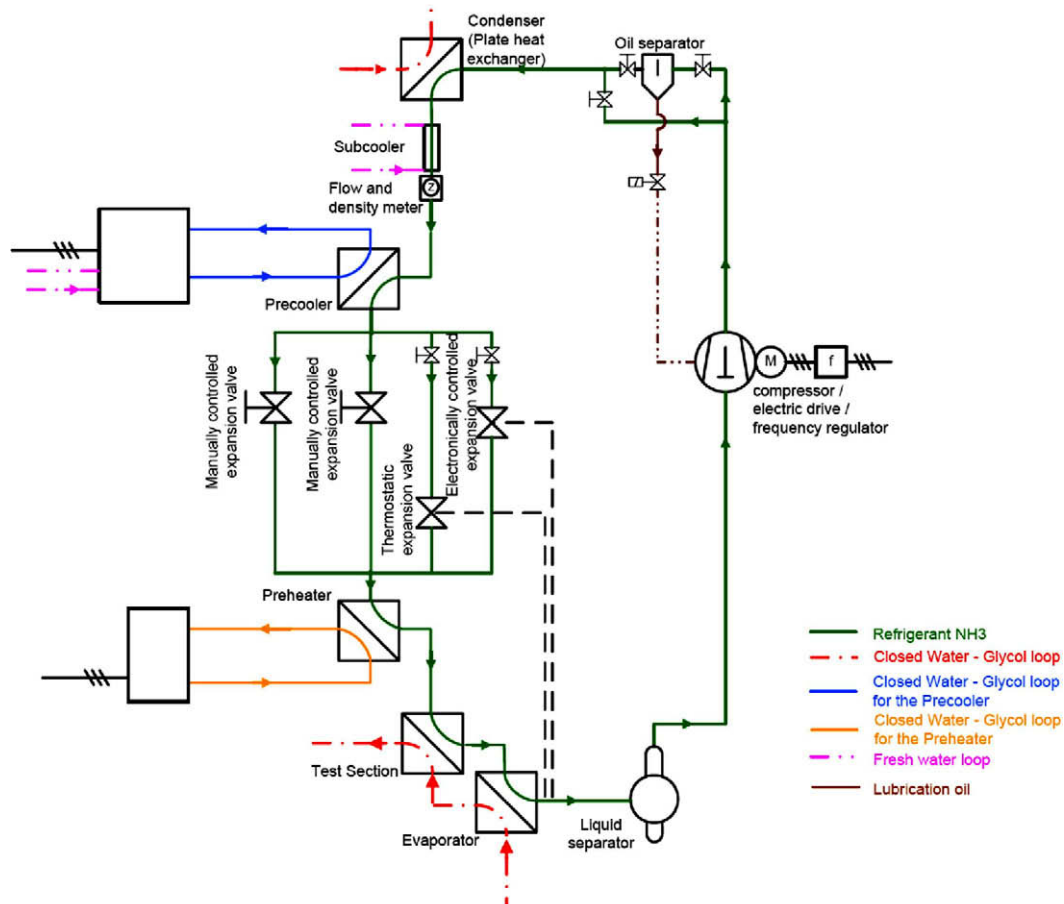 Condenser
(Plate heat
exchanger)
Oil separator
Subcooler
Flow and
density meter
Z
Precooler
Manually controlled
expansion valve
Manually controlled
expansion valve
Thermostatic
expansion valve
Electronically controlled
expansion valve
M
f
compressor /
electric drive /
frequency regulator
Preheater
Test Section
Evaporator
Liquid
separator
Refrigerant NH3
Closed Water - Glycol loop
Closed Water - Glycol loop
for the Precooler
Closed Water - Glycol loop
for the Preheater
Fresh water loop
Lubrication oil